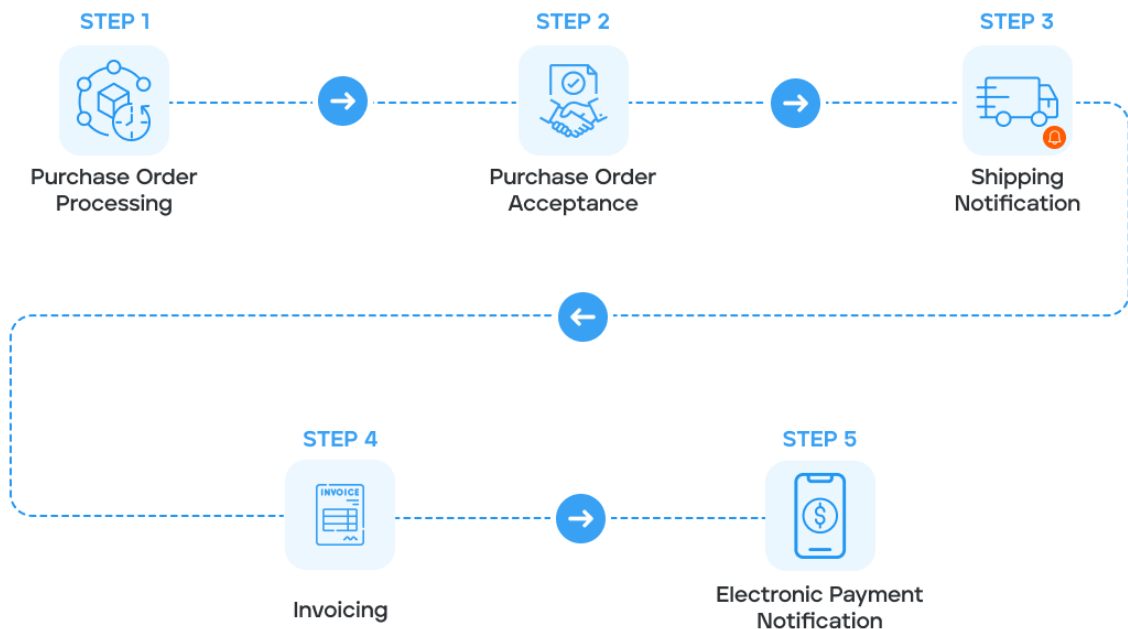 STEP 1
STEP 2
STEP 3
Purchase Order
Processing
Purchase Order
Acceptance
Shipping
Notification
STEP 4
STEP 5
INVOICE
$
Invoicing
Electronic Payment
Notification